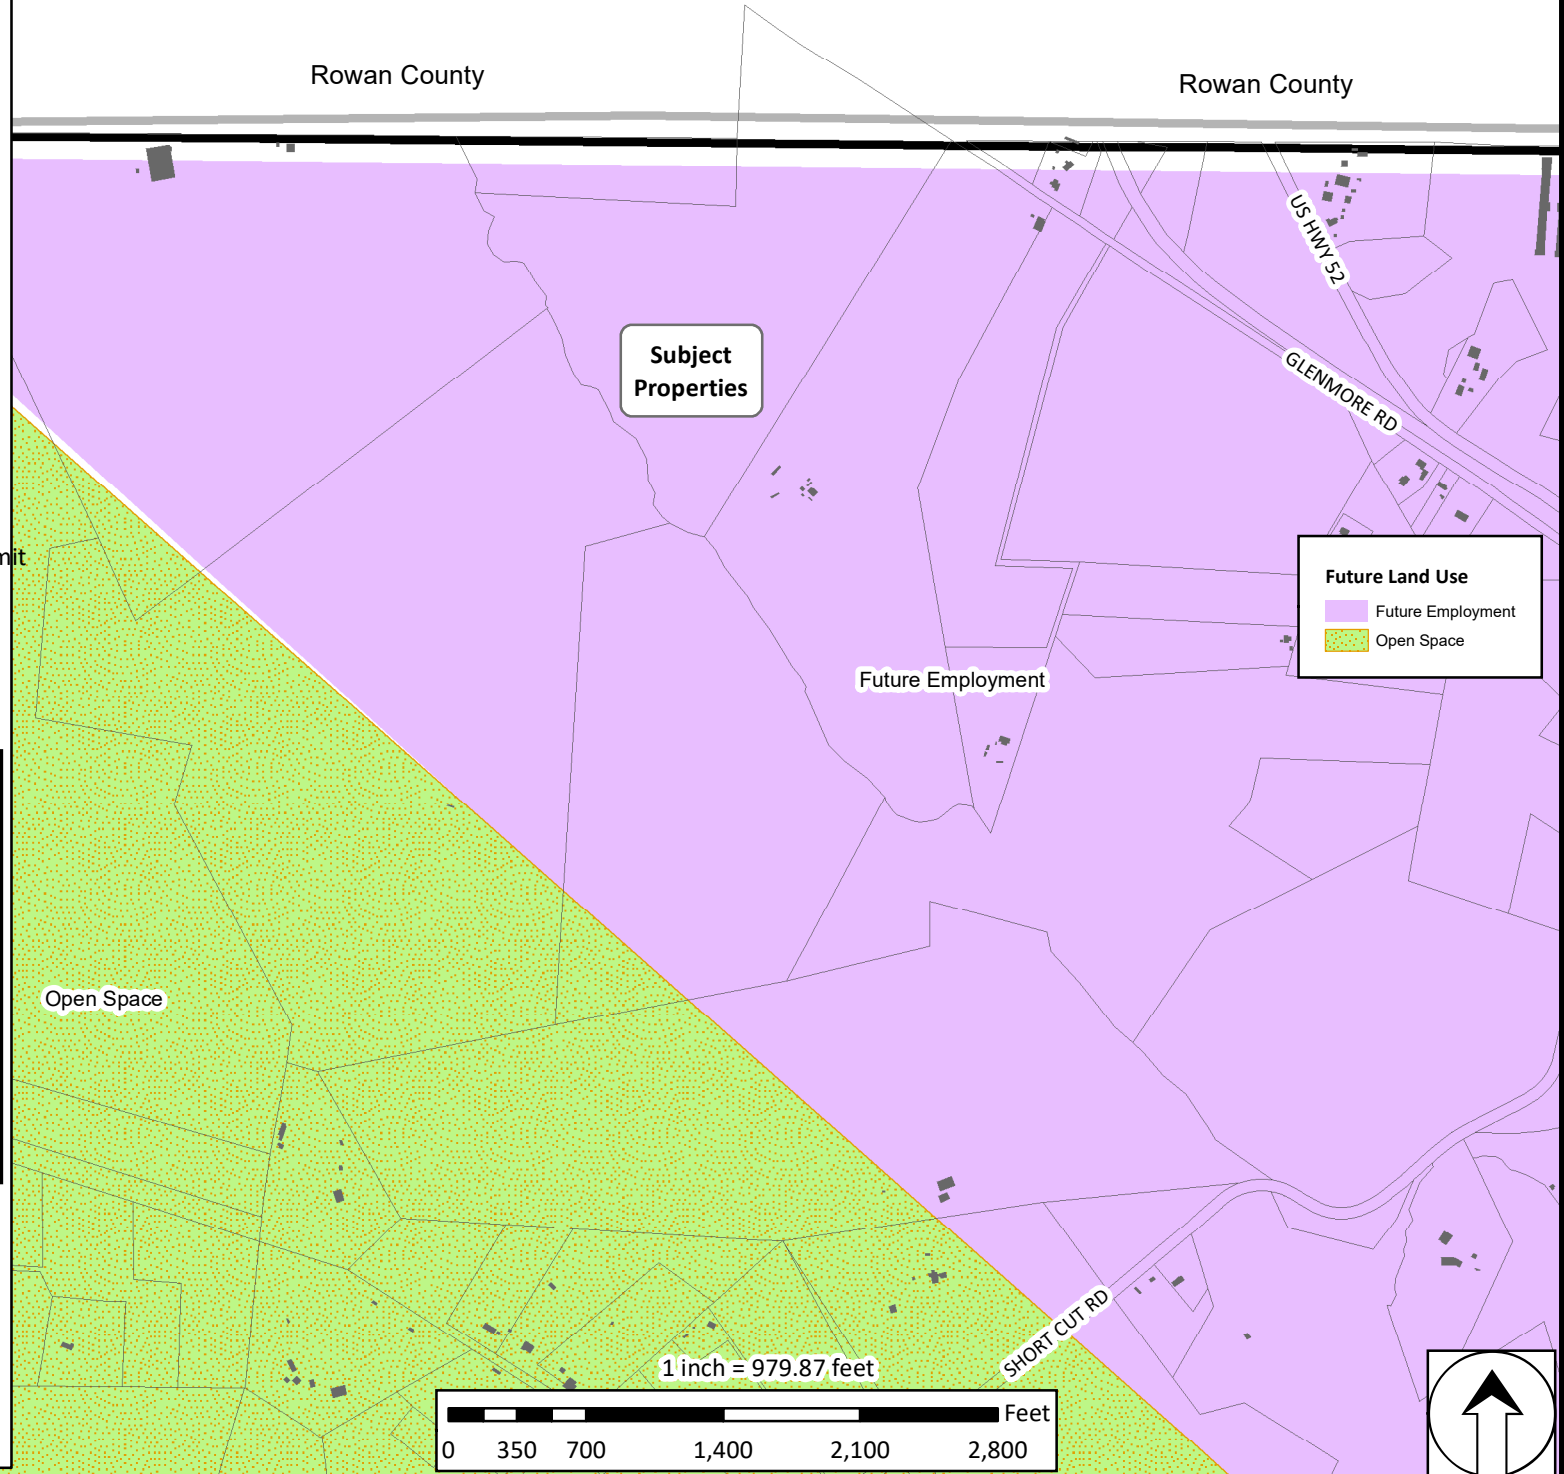 Rowan County
Rowan County
US HWY 52
Subject
Properties
GLENMORE RD
mit
Future Land Use
Future Employment
Open Space
Future Employment
Open Space
SHORT CUT RD
1 inch = 979.87 feet
Feet
0 350 700 1,400 2,100 2,800